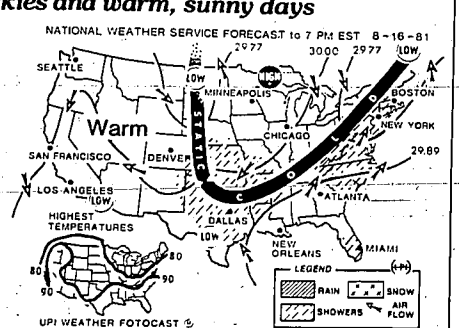 kies and warm, sunny days
NATIONAL WEATHER SERVICE FORECAST to 7 PM EST 8-16-81
29.77
30.00
29.77
LOW
SEATTLE
LOW
HIGH
MINNEAPOLIS
BOSTON
NEW YORK
Warm
STATIC
CHICAGO
SAN FRANCISCO
DENVER
29.89
LOS ANGELES
LOW
ATLANTA
HIGHEST
TEMPERATURES
DALLAS
LOW
NEW
ORLEANS
MIAMI
80
90
80
90
LEGEND
RAIN
SNOW
SHOWERS
AIR
FLOW
UPI WEATHER FOTOCAST ©